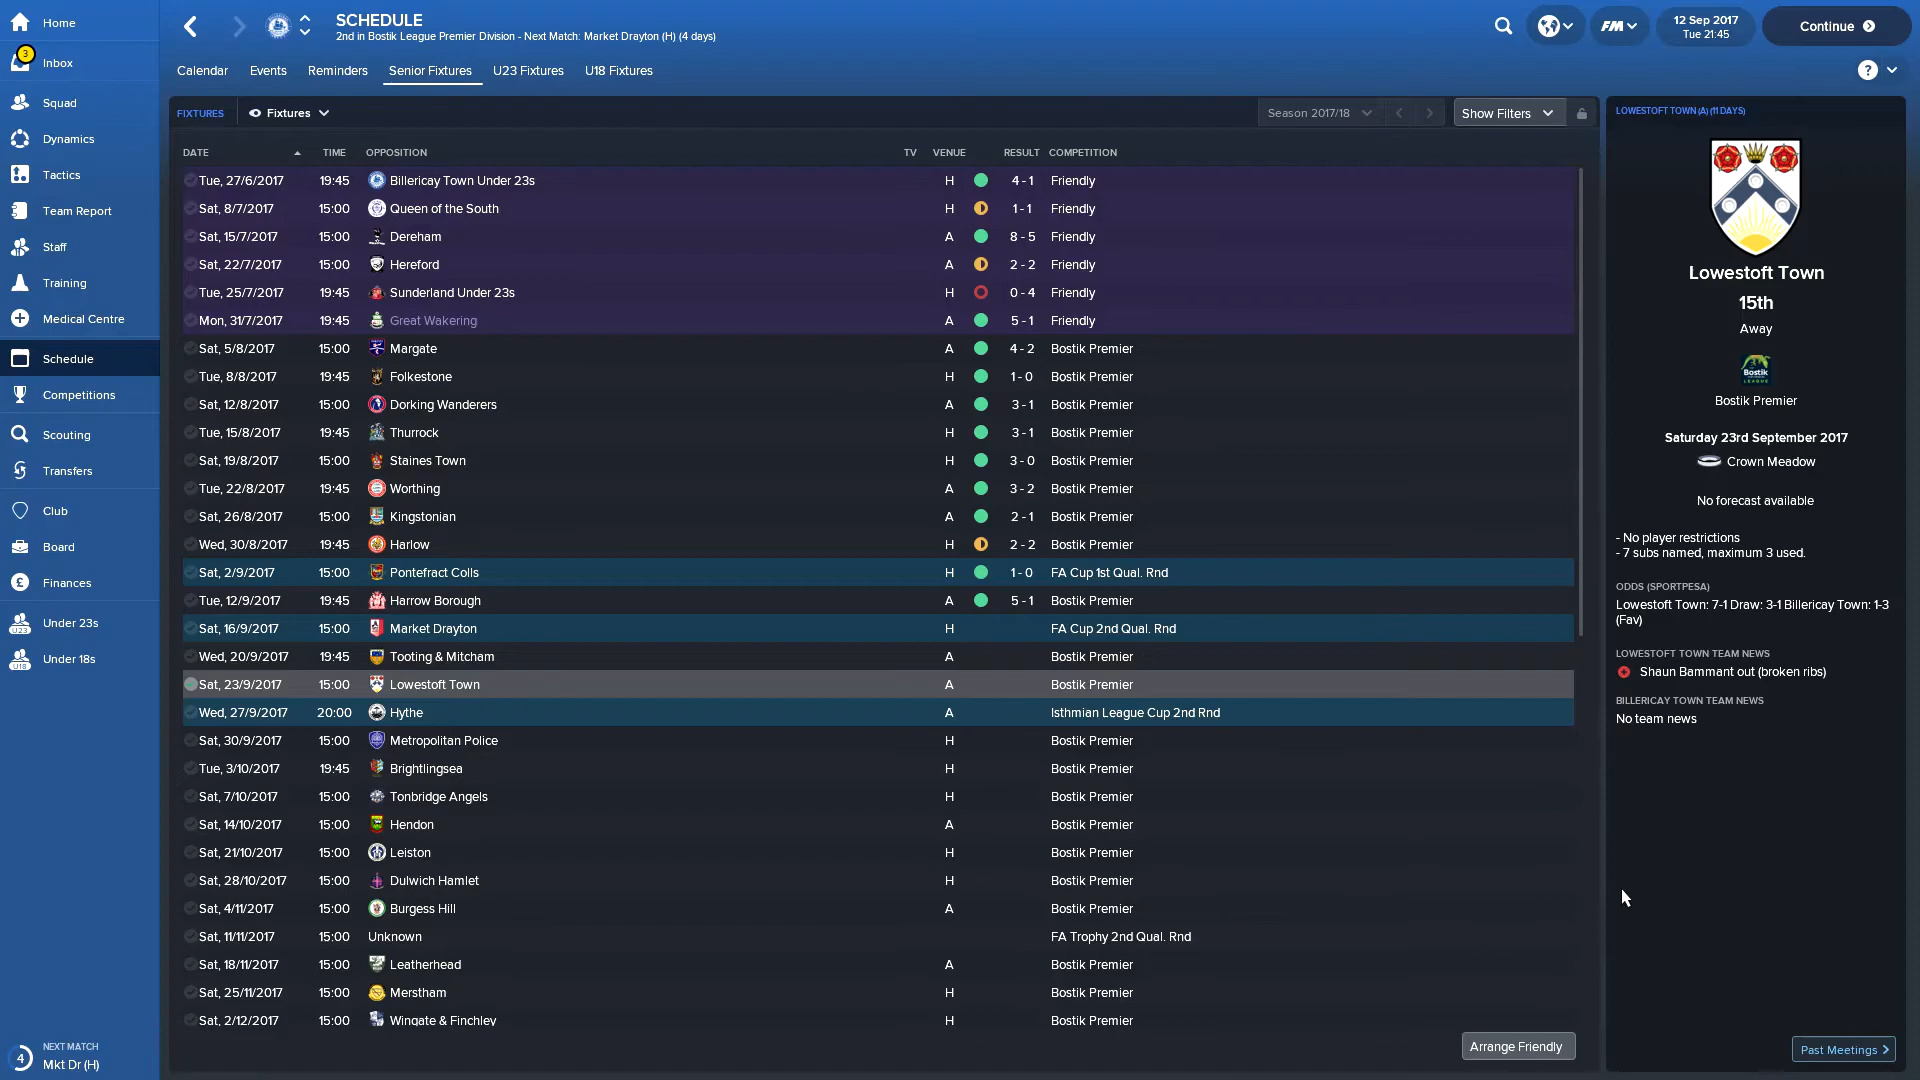 Home
3
Inbox
Squad
Dynamics
Tactics
Team Report
Staff
Training
Medical Centre
Schedule
Competitions
Scouting
Transfers
Club
Board
Finances
U23
Under 23s
U18
Under 18s
4
NEXT MATCH
Mkt Dr (H)
SCHEDULE
2nd in Bostik League Premier Division - Next Match: Market Drayton (H) (4 days)
FM
12 Sep 2017
Tue 21:45
Continue
Calendar Events Reminders Senior Fixtures U23 Fixtures U18 Fixtures
?
FIXTURES Fixtures Season 2017/18 Show Filters
DATE TIME OPPOSITION TV VENUE RESULT COMPETITION
Tue, 27/6/2017 19:45 Billericay Town Under 23s H 4 - 1 Friendly
Sat, 8/7/2017 15:00 Queen of the South H 1 - 1 Friendly
Sat, 15/7/2017 15:00 Dereham A 8 - 5 Friendly
Sat, 22/7/2017 15:00 Hereford A 2 - 2 Friendly
Tue, 25/7/2017 19:45 Sunderland Under 23s H 0 - 4 Friendly
Mon, 31/7/2017 19:45 Great Wakering A 5 - 1 Friendly
Sat, 5/8/2017 15:00 Margate A 4 - 2 Bostik Premier
Tue, 8/8/2017 19:45 Folkestone H 1 - 0 Bostik Premier
Sat, 12/8/2017 15:00 Dorking Wanderers A 3 - 1 Bostik Premier
Tue, 15/8/2017 19:45 Thurrock H 3 - 1 Bostik Premier
Sat, 19/8/2017 15:00 Staines Town H 3 - 0 Bostik Premier
Tue, 22/8/2017 19:45 Worthing A 3 - 2 Bostik Premier
Sat, 26/8/2017 15:00 Kingstonian A 2 - 1 Bostik Premier
Wed, 30/8/2017 19:45 Harlow H 2 - 2 Bostik Premier
Sat, 2/9/2017 15:00 Pontefract Colls H 1 - 0 FA Cup 1st Qual. Rnd
Tue, 12/9/2017 19:45 Harrow Borough A 5 - 1 Bostik Premier
Sat, 16/9/2017 15:00 Market Drayton H FA Cup 2nd Qual. Rnd
Wed, 20/9/2017 19:45 Tooting & Mitcham A Bostik Premier
Sat, 23/9/2017 15:00 Lowestoft Town A Bostik Premier
Wed, 27/9/2017 20:00 Hythe A Isthmian League Cup 2nd Rnd
Sat, 30/9/2017 15:00 Metropolitan Police H Bostik Premier
Tue, 3/10/2017 19:45 Brightlingsea H Bostik Premier
Sat, 7/10/2017 15:00 Tonbridge Angels H Bostik Premier
Sat, 14/10/2017 15:00 Hendon A Bostik Premier
Sat, 21/10/2017 15:00 Leiston H Bostik Premier
Sat, 28/10/2017 15:00 Dulwich Hamlet H Bostik Premier
Sat, 4/11/2017 15:00 Burgess Hill A Bostik Premier
Sat, 11/11/2017 15:00 Unknown FA Trophy 2nd Qual. Rnd
Sat, 18/11/2017 15:00 Leatherhead A Bostik Premier
Sat, 25/11/2017 15:00 Merstham H Bostik Premier
Sat, 2/12/2017 15:00 Wingate & Finchley H Bostik Premier
Arrange Friendly
LOWESTOFT TOWN (A) (11 DAYS)
Lowestoft Town
15th
Away
Bostik
LEAGUE
Bostik Premier
Saturday 23rd September 2017
Crown Meadow
No forecast available
- No player restrictions
- 7 subs named, maximum 3 used.
ODDS (SPORTPESA)
Lowestoft Town: 7-1 Draw: 3-1 Billericay Town: 1-3
(Fav)
LOWESTOFT TOWN TEAM NEWS
Shaun Bammant out (broken ribs)
BILLERICAY TOWN TEAM NEWS
No team news
Past Meetings